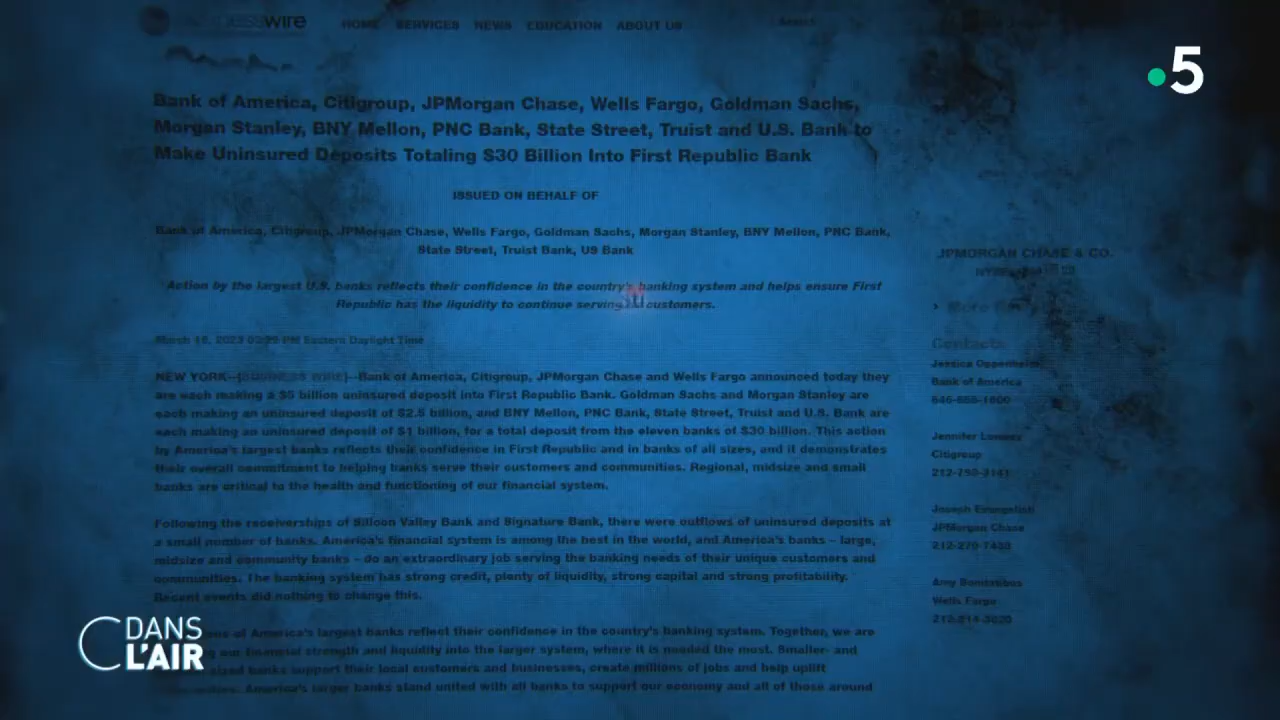 wire
HOME SERVICES NEWS EDUCATION ABOUT US
5
Bank of America, Citigroup, JPMorgan Chase, Wells Fargo, Goldman Sachs,
Morgan Stanley, BNY Mellon, PNC Bank, State Street, Truist and U.S. Bank to
Make Uninsured Deposits Totaling $30 Billion Into First Republic Bank
ISSUED ON BEHALF OF
Bank of America, Citigroup, JPMorgan Chase, Wells Fargo, Goldman Sachs, Morgan Stanley, BNY Mellon, PNC Bank,
State Street, Truist Bank, US Bank
Action by the largest U.S. banks reflects their confidence in the country's banking system and helps ensure First
Republic has the liquidity to continue serving customers.
March 16, 2023 Eastern Daylight Time
NEW YORK--(BUSINESS WIRE)--Bank of America, Citigroup, JPMorgan Chase and Wells Fargo announced today they
are each making a $5 billion uninsured deposit into First Republic Bank. Goldman Sachs and Morgan Stanley are
each making an uninsured deposit of $2.5 billion, and BNY Mellon, PNC Bank, State Street, Truist and U.S. Bank are
each making an uninsured deposit of $1 billion, for a total deposit from the eleven banks of $30 billion. This action
by America's largest banks reflects their confidence in First Republic and in banks of all sizes, and it demonstrates
their overall commitment to helping banks serve their customers and communities. Regional, midsize and small
banks are critical to the health and functioning of our financial system.
Following the receiverships of Silicon Valley Bank and Signature Bank, there were outflows of uninsured deposits at
a small number of banks. America's financial system is among the best in the world, and America's banks – large,
midsize and community banks – do an extraordinary job serving the banking needs of their unique customers and
communities. The banking system has strong credit, plenty of liquidity, strong capital and strong profitability.
Recent events did nothing to change this.
of America's largest banks reflect their confidence in the country's banking system. Together, we are
our financial strength and liquidity into the larger system, where it is needed the most. Smaller- and
banks support their local customers and businesses, create millions of jobs and help uplift
America's larger banks stand united with all banks to support our economy and all of those around
JPMORGAN CHASE & CO.
› More
Contacts
Jessica Oppenheim
Bank of America
Jennifer
Citigroup
Joseph Evangelisti
JPMorgan Chase
Amy Bonitatibus
Wells Fargo
C DANS
L'AIR